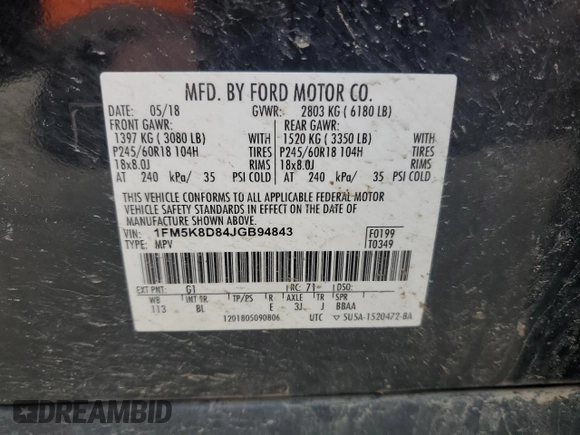 MFD. BY FORD MOTOR CO.
DATE: 05/18 GVWR: 2803 KG ( 6180 LB)
FRONT GAWR: REAR GAWR:
1397 KG ( 3080 LB) WITH 1520 KG ( 3350 LB) WITH
P245/60R18 104H TIRES P245/60R18 104H TIRES
18x8.0J RIMS 18x8.0J RIMS
AT 240 kPa/ 35 PSI COLD AT 240 kPa/ 35 PSI COLD
THIS VEHICLE CONFORMS TO ALL APPLICABLE FEDERAL MOTOR
VEHICLE SAFETY STANDARDS IN EFFECT ON THE DATE OF
MANUFACTURE SHOWN ABOVE.
VIN: 1FM5K8D84JGB94843 F0199
TYPE: MPV T0349
EXT PNT: G1 RC: 71 DSO:
WB INT TR TP/PS R AXLE TR SPR
113 BL E 3J J BBAA
1201805090806 UTC ▽ 5U5A-1520472-BA
DREAMBID